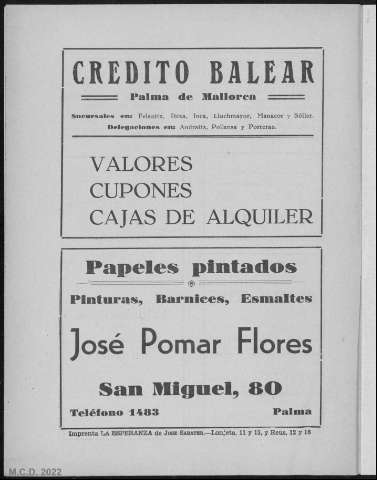 CREDITO BALEAR
Palma de Mallorca
Sucursales en: Felanitx, Ibiza, Inca, Lluchmayor, Manacor y Sóller.
Delegaciones en: Andraitx, Pollensa y Porreras.
VALORES
CUPONES
CAJAS DE ALQUILER
Papeles pintados
Pinturas, Barnices, Esmaltes
José Pomar Flores
San Miguel, 80
Teléfono 1483 Palma
Imprenta LA ESPERANZA de JOSÉ SABATER.—Lonjeta, 11 y 13, y Reus, 12 y 16
M.C.D. 2022